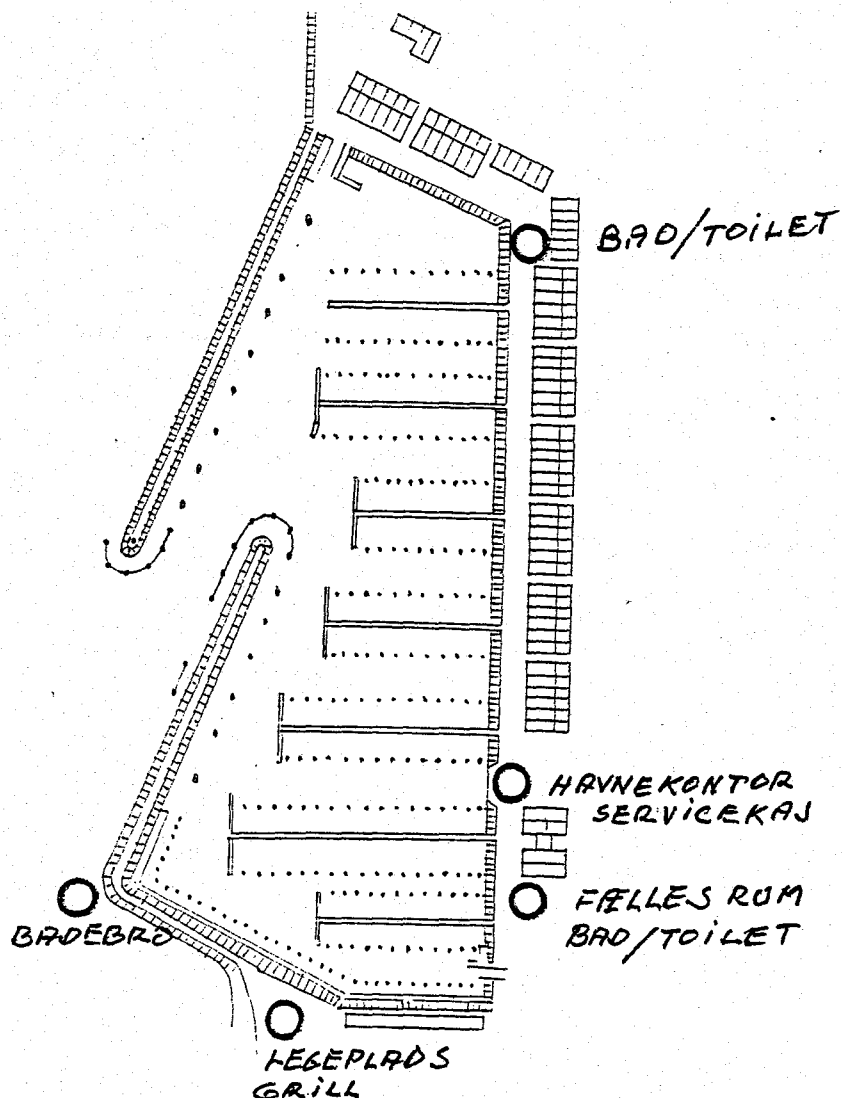 BAD/TOILET
HAVNEKONTOR
SERVICEKAJ
FÆLLES RUM
BAD/TOILET
BADEBRO
LEGEPLADS
GRILL